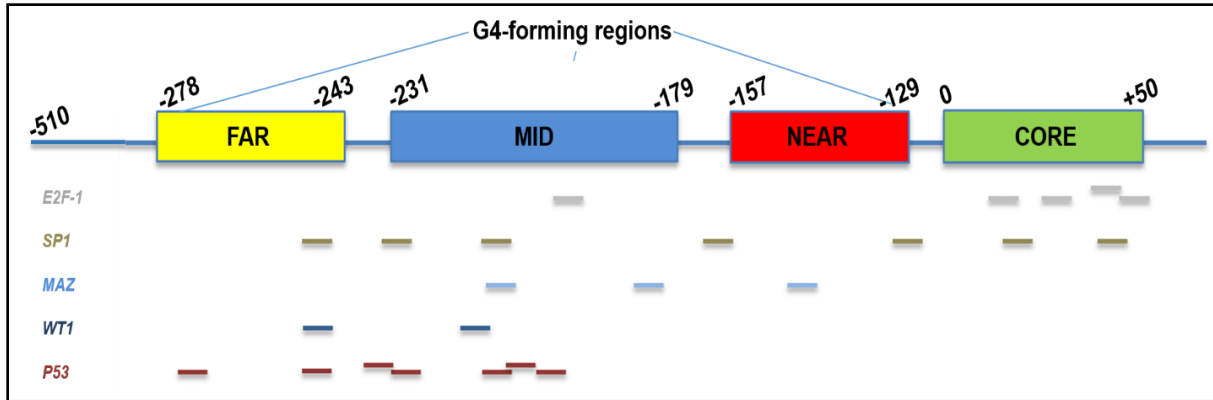 G4-forming regions
-510 -278 -243 -231 -179 -157 -129 0 +50
FAR MID NEAR CORE
E2F-1
SP1
MAZ
WT1
P53